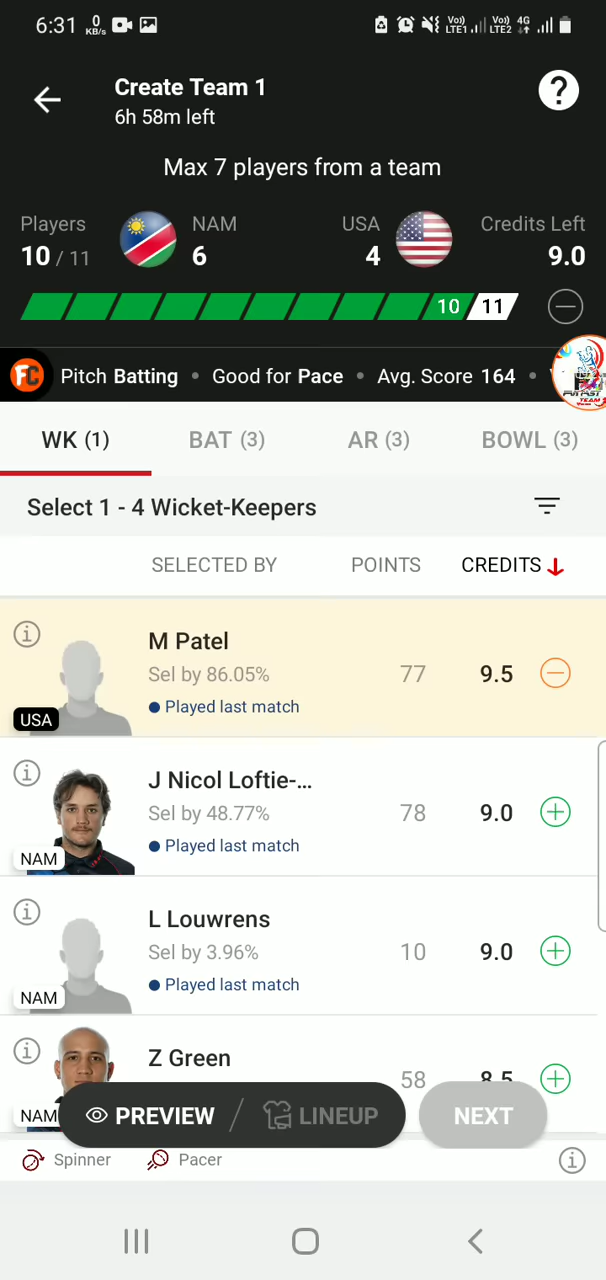 6:31 0 KB/s Vo)) LTE1 Vo)) LTE2 4G
Create Team 1
6h 58m left
?
Max 7 players from a team
Players NAM USA Credits Left
10 / 11 6 4 9.0
10 11
FC Pitch Batting • Good for Pace • Avg. Score 164 •
TEAM
WK (1) BAT (3) AR (3) BOWL (3)
Select 1 - 4 Wicket-Keepers
SELECTED BY POINTS CREDITS
M Patel
Sel by 86.05% 77 9.5
Played last match
USA
J Nicol Loftie-...
Sel by 48.77% 78 9.0
Played last match
NAM
L Louwrens
Sel by 3.96% 10 9.0
Played last match
NAM
Z Green
58 8.5
NAM
PREVIEW / LINEUP NEXT
Spinner Pacer